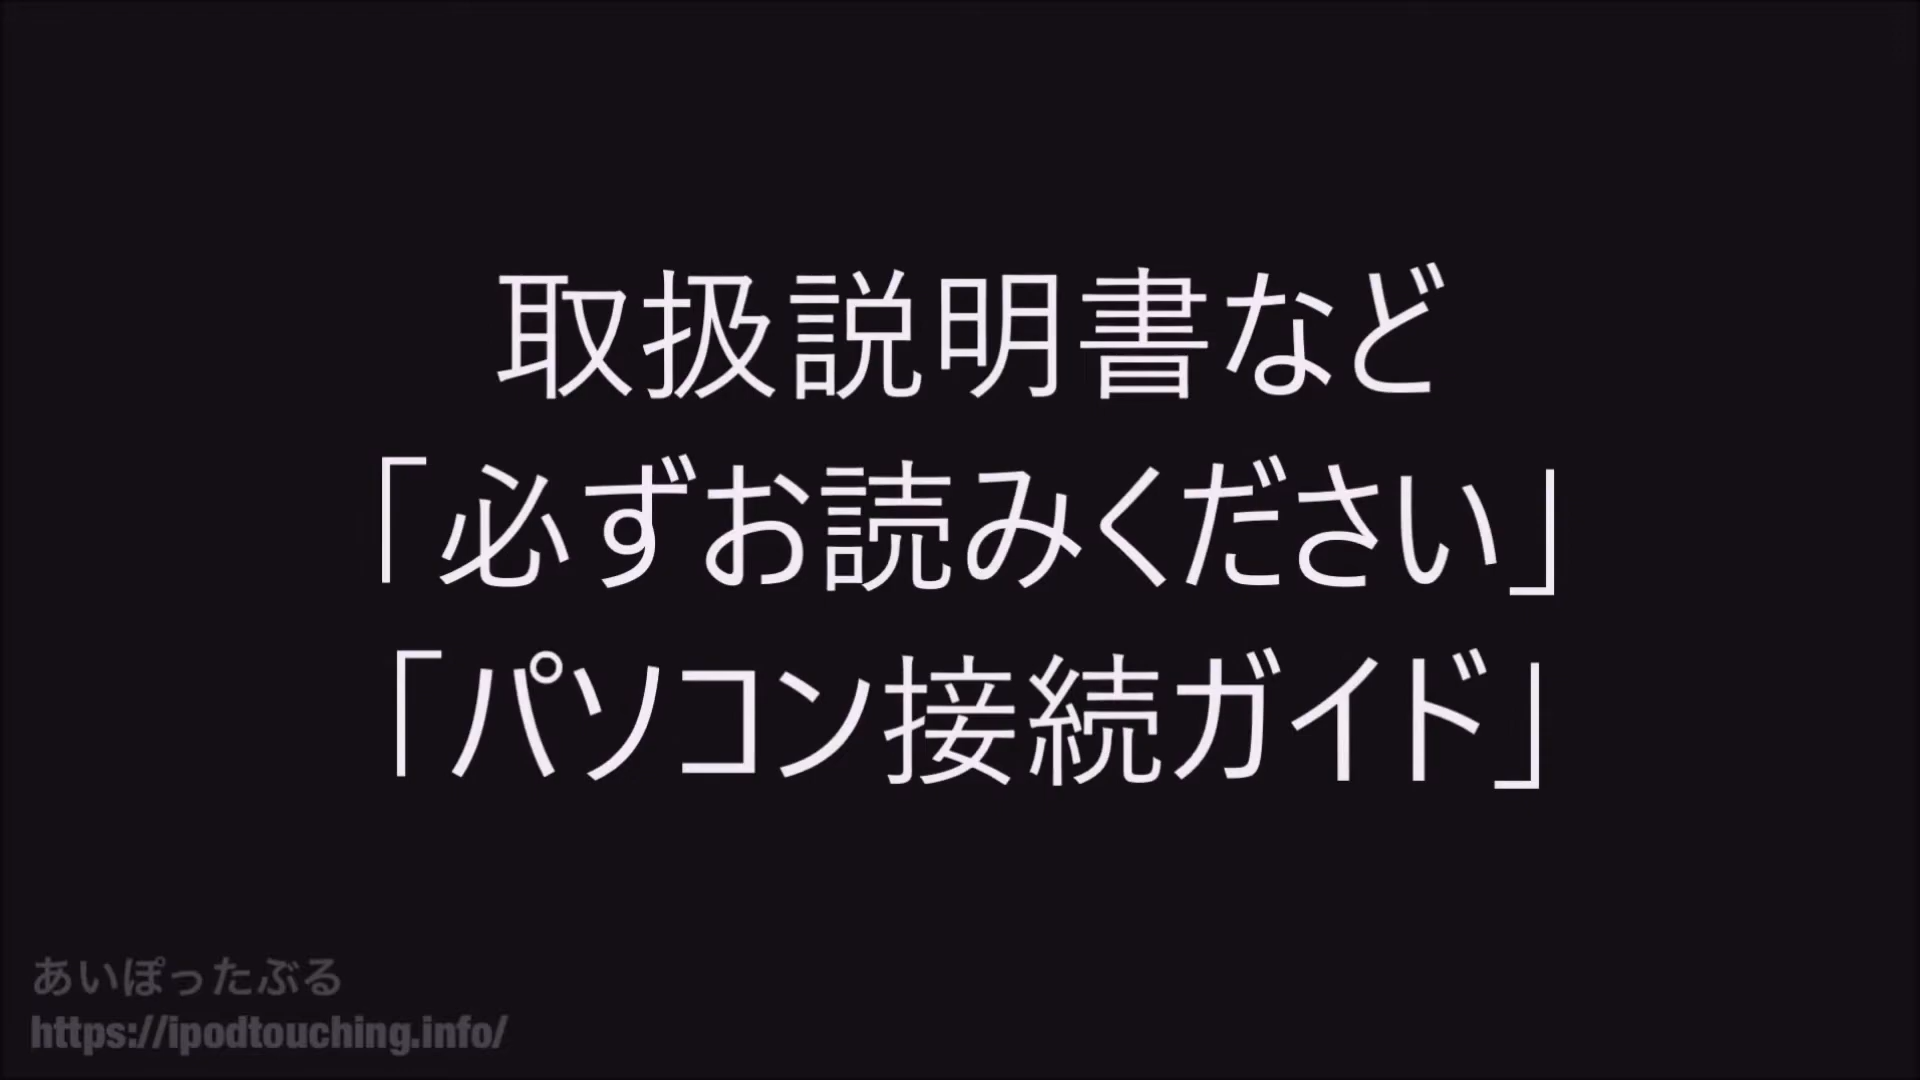 取扱説明書など
「必ずお読みください」
「パソコン接続ガイド」
あいぽったぶる
https://ipodtouching.info/